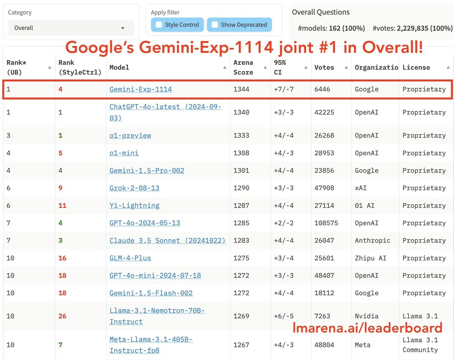 Category
Apply filter
Overall Questions
Overall
Style Control
Show Deprecated
#models: 162 (100%)
#votes: 2,229,835 (100%)
Google's Gemini-Exp-1114 joint #1 in Overall!
Rank* (UB) Rank (StyleCtrl) Model Arena Score 95% CI Votes Organizatio License
1 4 Gemini-Exp-1114 1344 +7/-7 6446 Google Proprietary
1 1 ChatGPT-4o-latest (2024-09-03) 1340 +3/-3 42225 OpenAI Proprietary
3 1 o1-preview 1333 +4/-4 26268 OpenAI Proprietary
4 5 o1-mini 1308 +4/-3 28953 OpenAI Proprietary
4 4 Gemini-1.5-Pro-002 1301 +4/-4 23856 Google Proprietary
6 9 Grok-2-08-13 1290 +3/-3 47908 xAI Proprietary
6 11 Yi-Lightning 1287 +4/-4 27114 01 AI Proprietary
7 4 GPT-4o-2024-05-13 1285 +2/-2 108575 OpenAI Proprietary
7 3 Claude 3.5 Sonnet (20241022) 1283 +4/-4 26047 Anthropic Proprietary
10 16 GLM-4-Plus 1275 +3/-4 25601 Zhipu AI Proprietary
10 18 GPT-4o-mini-2024-07-18 1272 +3/-3 48407 OpenAI Proprietary
10 18 Gemini-1.5-Flash-002 1272 +4/-4 18112 Google Proprietary
10 26 Llama-3.1-Nemotron-70B-Instruct 1269 +6/-5 7263 Nvidia Llama 3.1
lmarena.ai/leaderboard
10 7 Meta-Llama-3.1-405B-Instruct-fp8 1267 +4/-4 48804 Meta Llama 3.1 Community